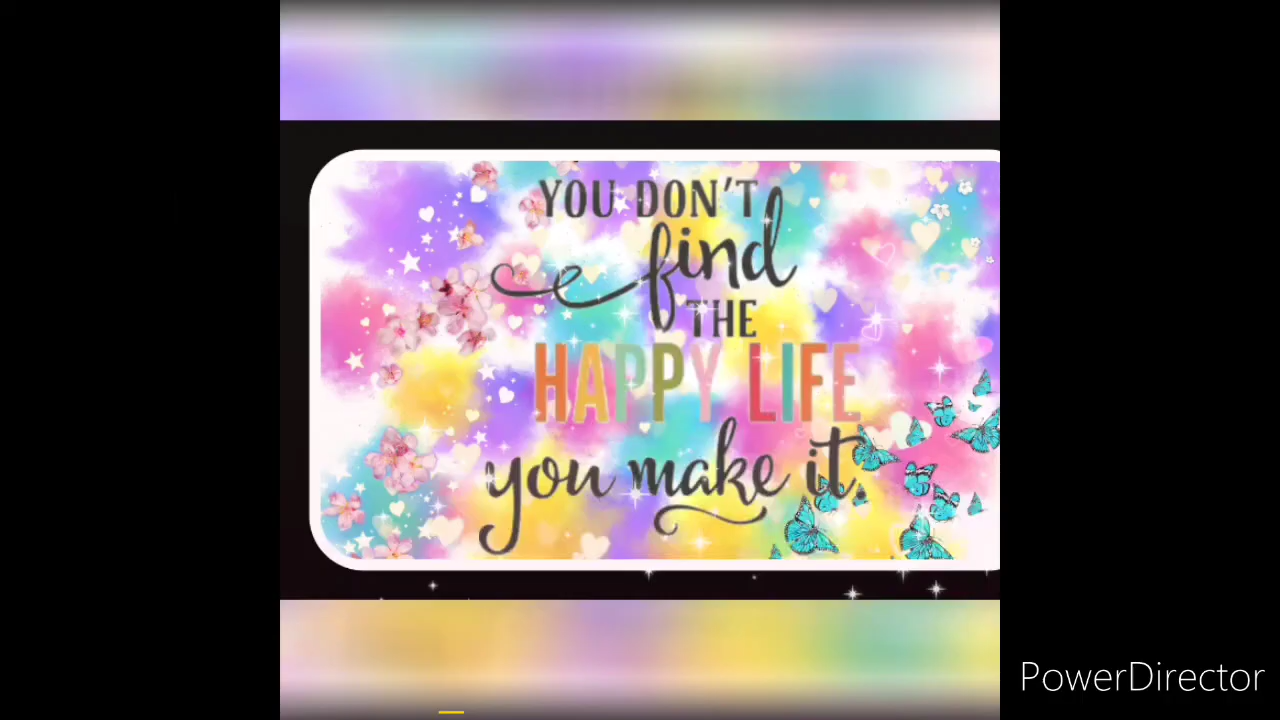 YOU DON'T
find
THE
HAPPY LIFE
you make it.
PowerDirector